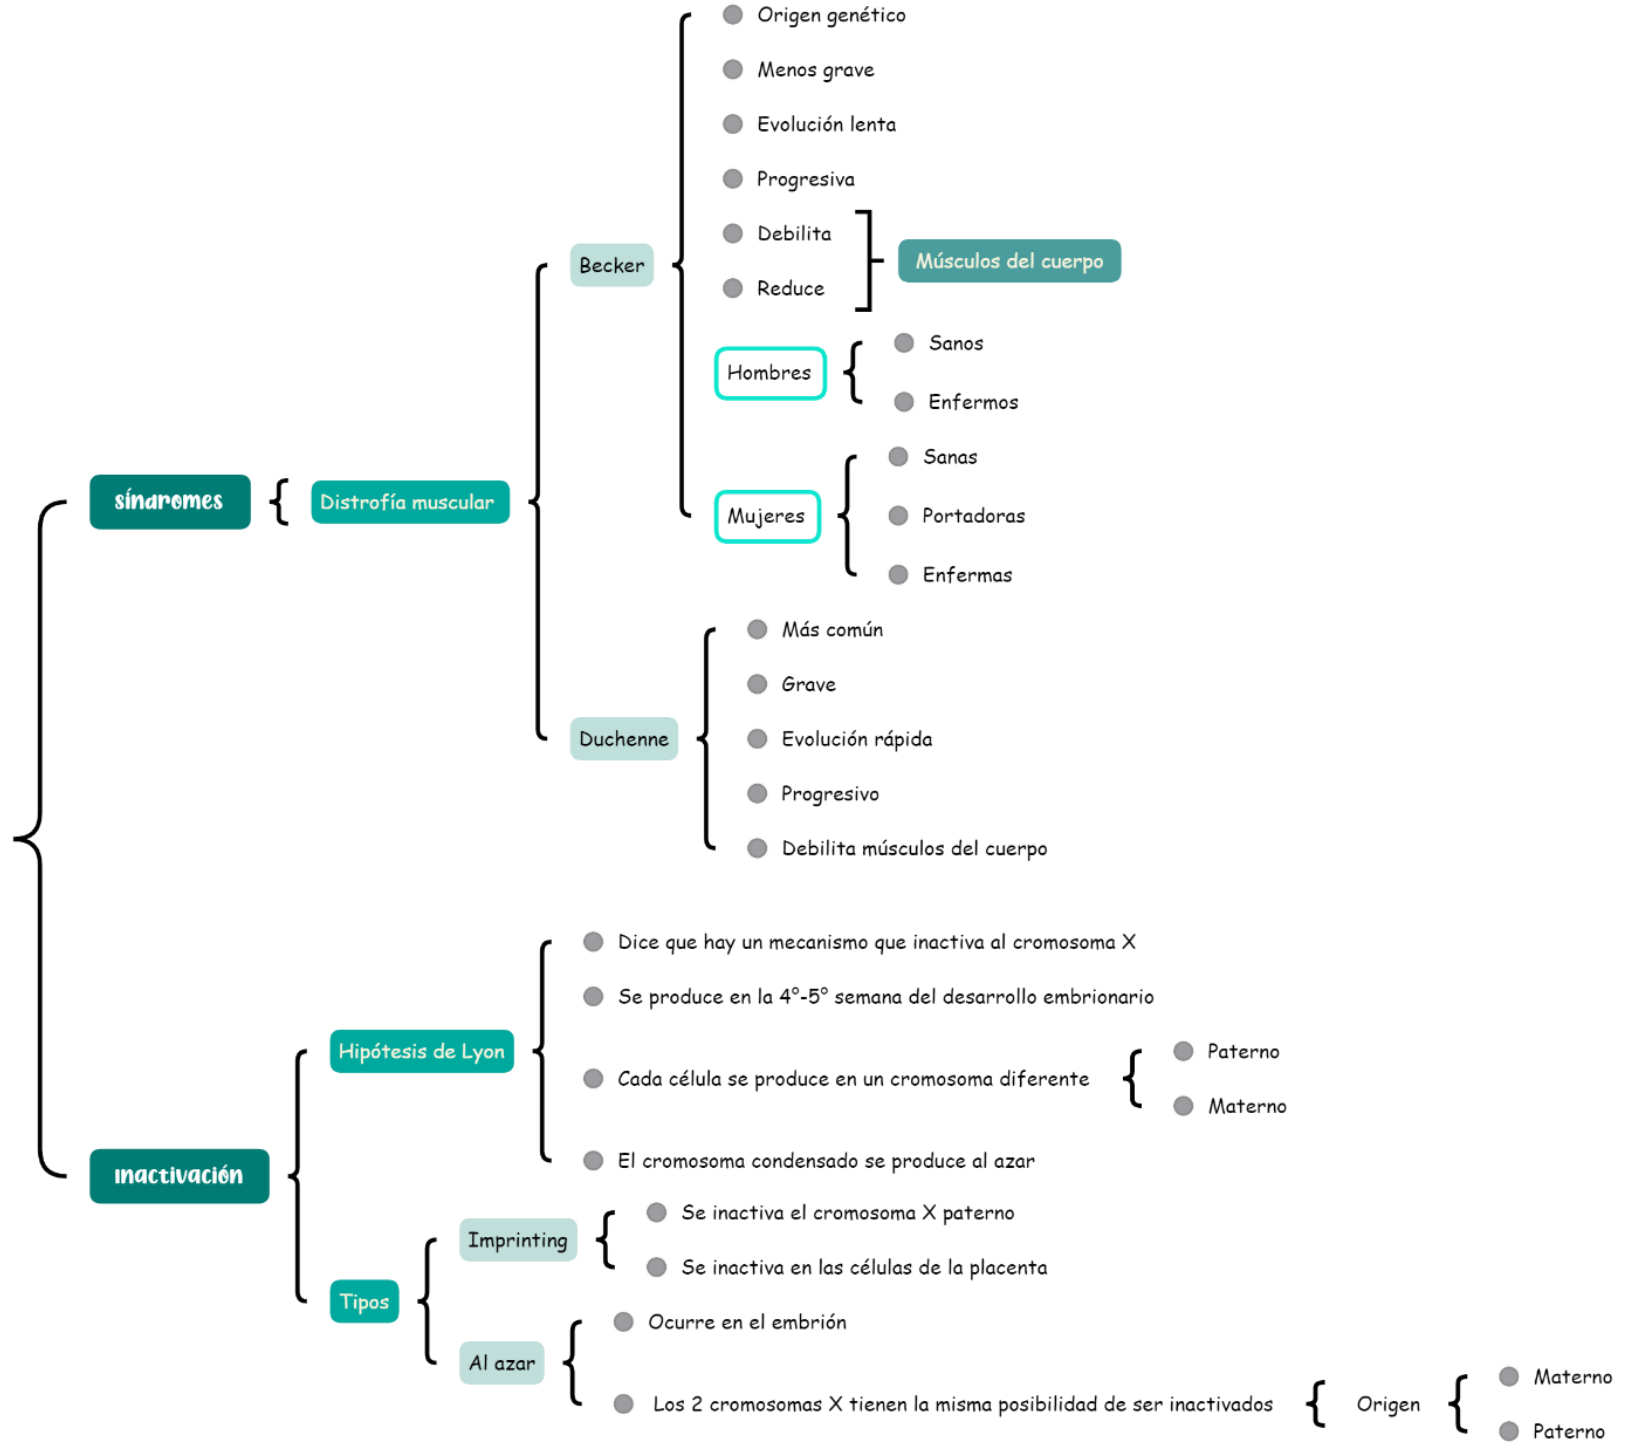 síndromes
Distrofía muscular
Becker
Origen genético
Menos grave
Evolución lenta
Progresiva
Debilita
Reduce
Músculos del cuerpo
Hombres
Sanos
Enfermos
Mujeres
Sanas
Portadoras
Enfermas
Duchenne
Más común
Grave
Evolución rápida
Progresivo
Debilita músculos del cuerpo
Inactivación
Hipótesis de Lyon
Dice que hay un mecanismo que inactiva al cromosoma X
Se produce en la 4°-5° semana del desarrollo embrionario
Cada célula se produce en un cromosoma diferente
Paterno
Materno
El cromosoma condensado se produce al azar
Tipos
Imprinting
Se inactiva el cromosoma X paterno
Se inactiva en las células de la placenta
Al azar
Ocurre en el embrión
Los 2 cromosomas X tienen la misma posibilidad de ser inactivados
Origen
Materno
Paterno